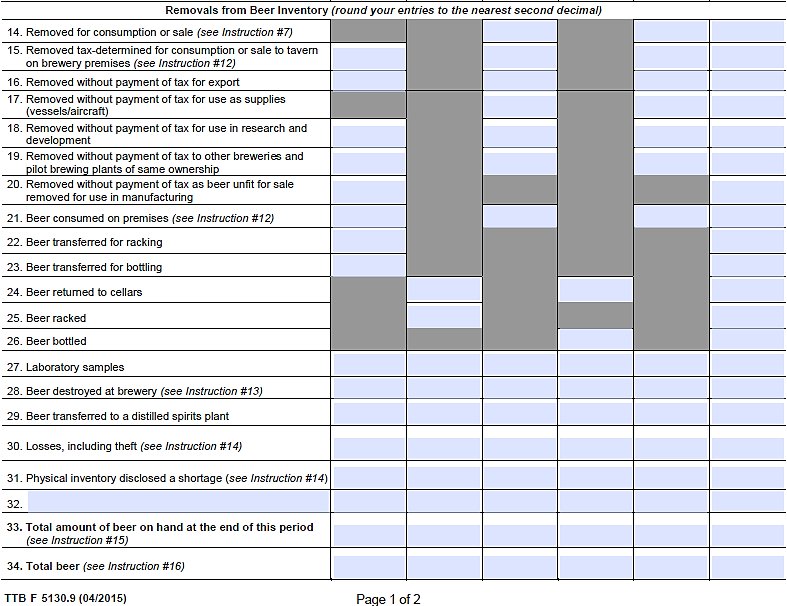 Removals from Beer Inventory (round your entries to the nearest second decimal)
14. Removed for consumption or sale (see Instruction #7)
15. Removed tax-determined for consumption or sale to tavern
on brewery premises (see Instruction #12)
16. Removed without payment of tax for export
17. Removed without payment of tax for use as supplies
(vessels/aircraft)
18. Removed without payment of tax for use in research and
development
19. Removed without payment of tax to other breweries and
pilot brewing plants of same ownership
20. Removed without payment of tax as beer unfit for sale
removed for use in manufacturing
21. Beer consumed on premises (see Instruction #12)
22. Beer transferred for racking
23. Beer transferred for bottling
24. Beer returned to cellars
25. Beer racked
26. Beer bottled
27. Laboratory samples
28. Beer destroyed at brewery (see Instruction #13)
29. Beer transferred to a distilled spirits plant
30. Losses, including theft (see Instruction #14)
31. Physical inventory disclosed a shortage (see Instruction #14)
32.
33. Total amount of beer on hand at the end of this period
(see Instruction #15)
34. Total beer (see Instruction #16)
TTB F 5130.9 (04/2015) Page 1 of 2